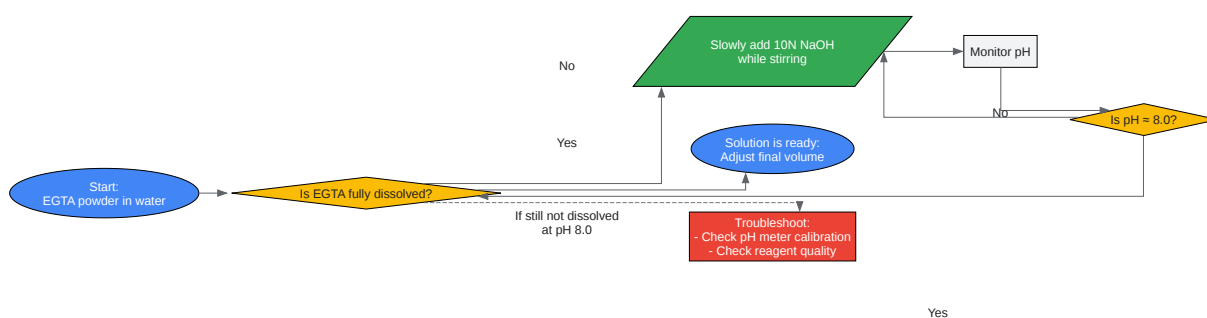 Slowly add 10N NaOH
while stirring
Monitor pH
No
No
Is pH ≈ 8.0?
Yes
Solution is ready:
Adjust final volume
Start:
EGTA powder in water
Is EGTA fully dissolved?
If still not dissolved
at pH 8.0
Troubleshoot:
- Check pH meter calibration
- Check reagent quality
Yes